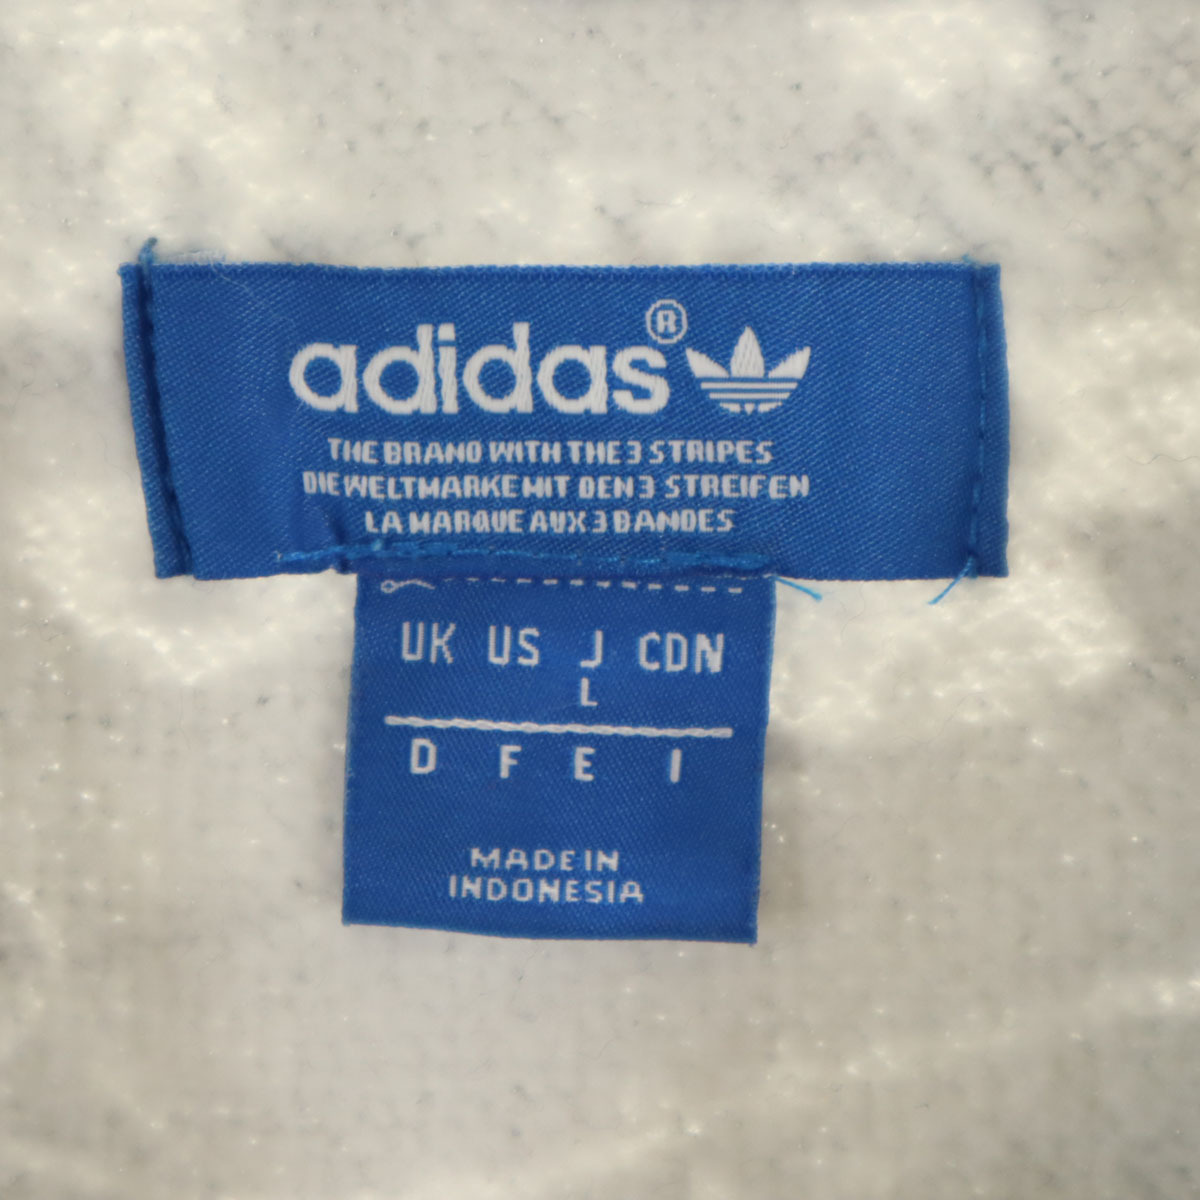 adidas®
THE BRAND WITH THE 3 STRIPES
DIE WELTMARKE MIT DEN 3 STREIFEN
LA MARQUE AUX 3 BANDES
UK US J CDN
L
D F E I
MADE IN
INDONESIA